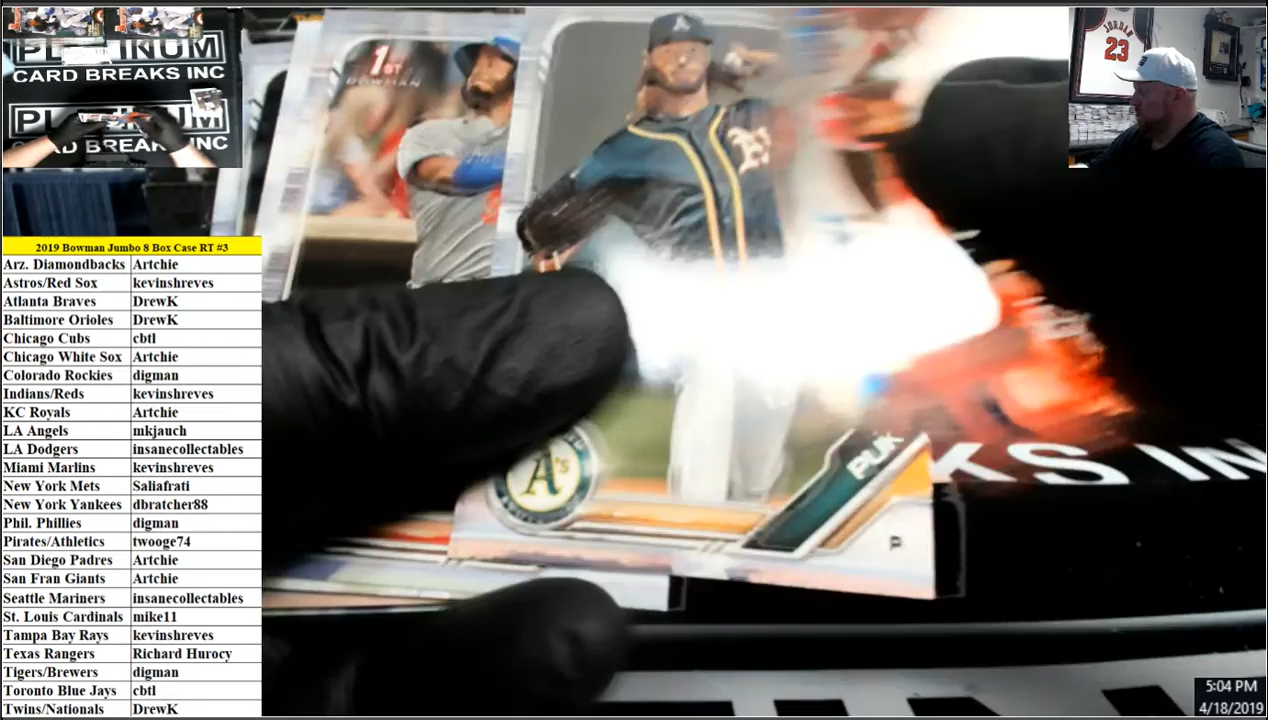 PLATINUM
CARD BREAKS INC
PLATINUM
CARD BREAKS INC
JORDAN
23
1ST
BOWMAN
A's
A's
PUK
P
KS IN
2019 Bowman Jumbo 8 Box Case RT #3
Arz. Diamondbacks Artchie
Astros/Red Sox kevinshreves
Atlanta Braves DrewK
Baltimore Orioles DrewK
Chicago Cubs cbtl
Chicago White Sox Artchie
Colorado Rockies digman
Indians/Reds kevinshreves
KC Royals Artchie
LA Angels mkjauch
LA Dodgers insanecollectables
Miami Marlins kevinshreves
New York Mets Saliafrati
New York Yankees dbratcher88
Phil. Phillies digman
Pirates/Athletics twooge74
San Diego Padres Artchie
San Fran Giants Artchie
Seattle Mariners insanecollectables
St. Louis Cardinals mike11
Tampa Bay Rays kevinshreves
Texas Rangers Richard Hurocy
Tigers/Brewers digman
Toronto Blue Jays cbtl
Twins/Nationals DrewK
5:04 PM
4/18/2019